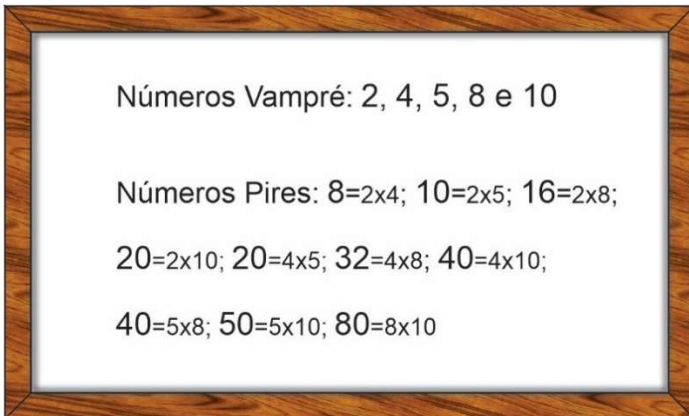 Números Vampré: 2, 4, 5, 8 e 10
Números Pires: 8=2x4; 10=2x5; 16=2x8;
20=2x10; 20=4x5; 32=4x8; 40=4x10;
40=5x8; 50=5x10; 80=8x10